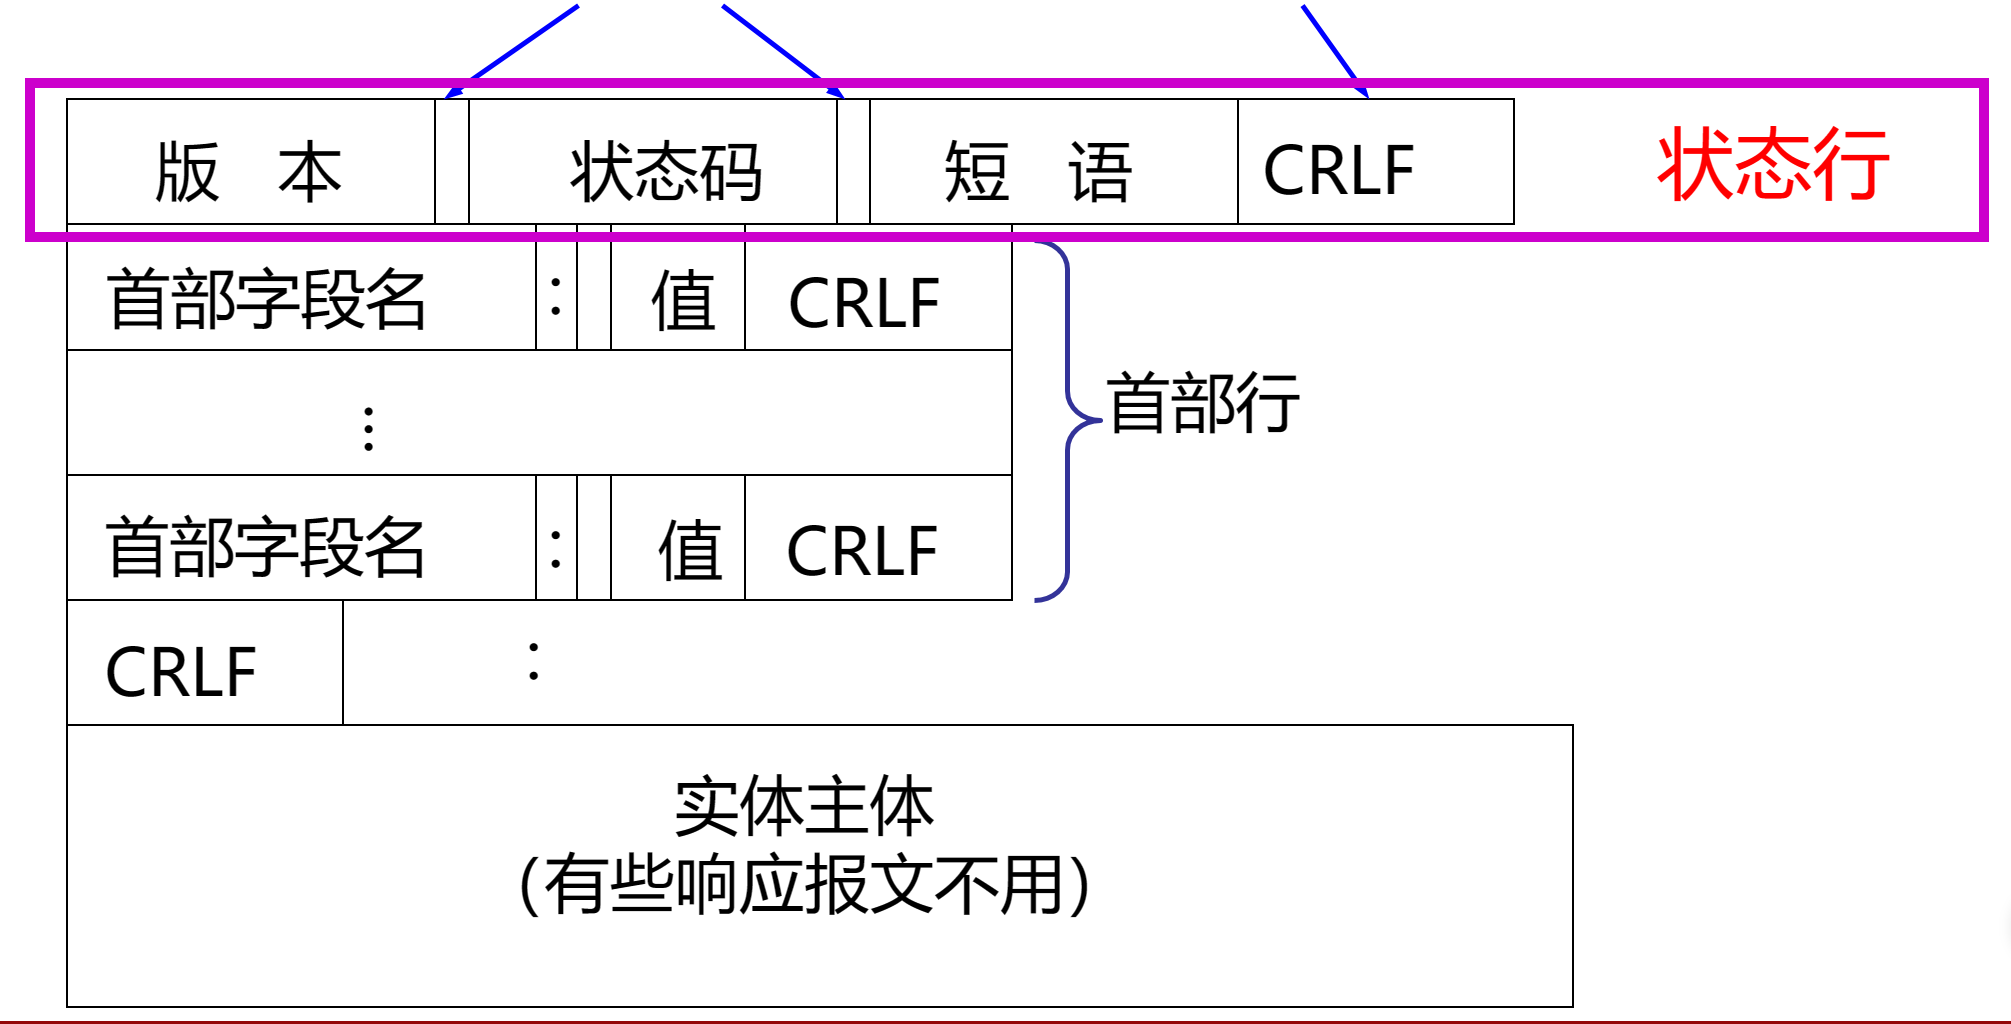 版 本 状态码 短 语 CRLF 状态行
首部字段名 : 值 CRLF
⋮
首部行
首部字段名 : 值 CRLF
CRLF :
实体主体
（有些响应报文不用）